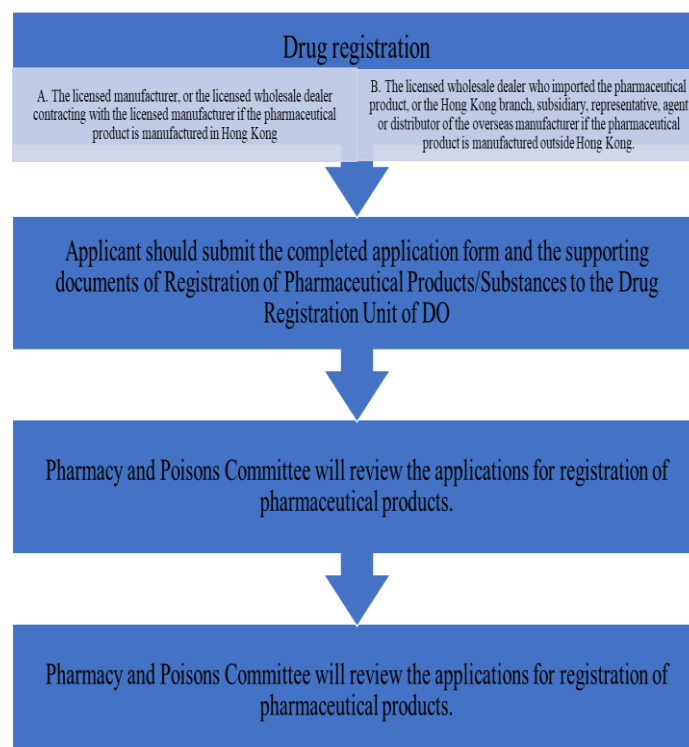 Drug registration
A. The licensed manufacturer, or the licensed wholesale dealer
contracting with the licensed manufacturer if the pharmaceutical
product is manufactured in Hong Kong
B. The licensed wholesale dealer who imported the pharmaceutical
product, or the Hong Kong branch, subsidiary, representative, agent
or distributor of the overseas manufacturer if the pharmaceutical
product is manufactured outside Hong Kong.
Applicant should submit the completed application form and the supporting
documents of Registration of Pharmaceutical Products/Substances to the Drug
Registration Unit of DO
Pharmacy and Poisons Committee will review the applications for registration of
pharmaceutical products.
Pharmacy and Poisons Committee will review the applications for registration of
pharmaceutical products.